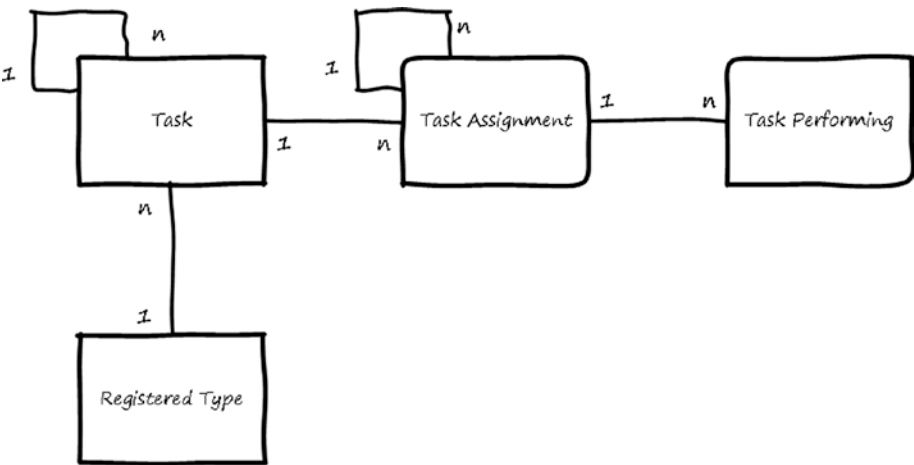 n
n
1
1
Task
1
n
Task Assignment
1
n
Task Performing
n
1
Registered Type